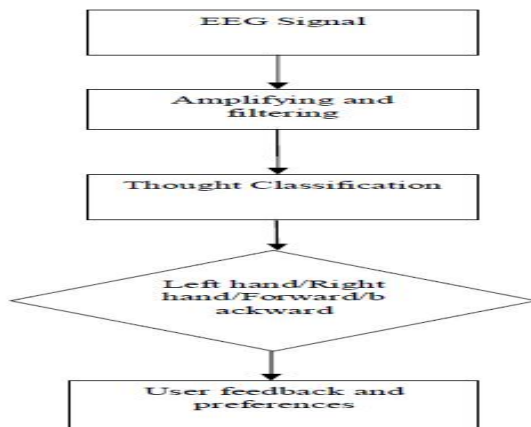 EEG Signal
Amplifying and
filtering
Thought Classification
Left hand/Right
hand/Forward/b
ackward
User feedback and
preferences